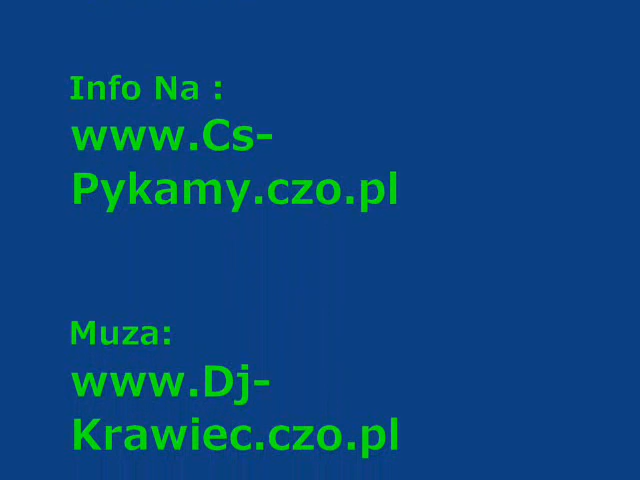 Info Na :
www.Cs-
Pykamy.czo.pl
Muza:
www.Dj-
Krawiec.czo.pl